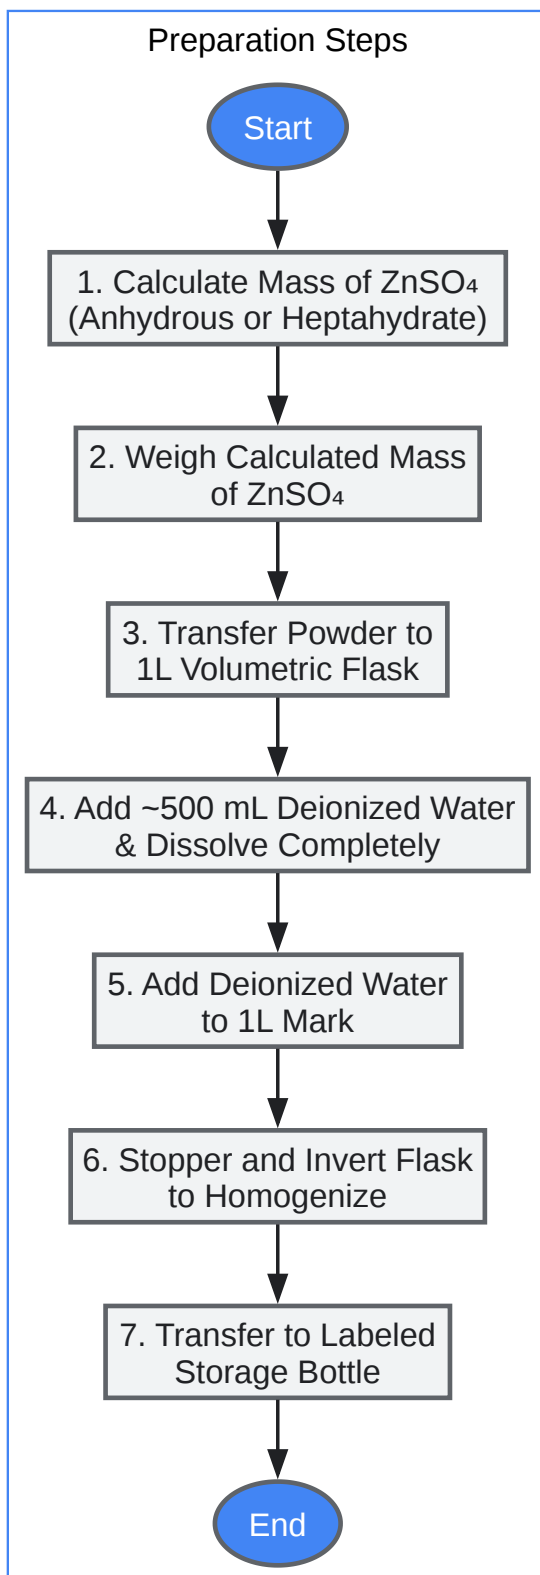 Preparation Steps
Start
1. Calculate Mass of ZnSO₄
(Anhydrous or Heptahydrate)
2. Weigh Calculated Mass
of ZnSO₄
3. Transfer Powder to
1L Volumetric Flask
4. Add ~500 mL Deionized Water
& Dissolve Completely
5. Add Deionized Water
to 1L Mark
6. Stopper and Invert Flask
to Homogenize
7. Transfer to Labeled
Storage Bottle
End